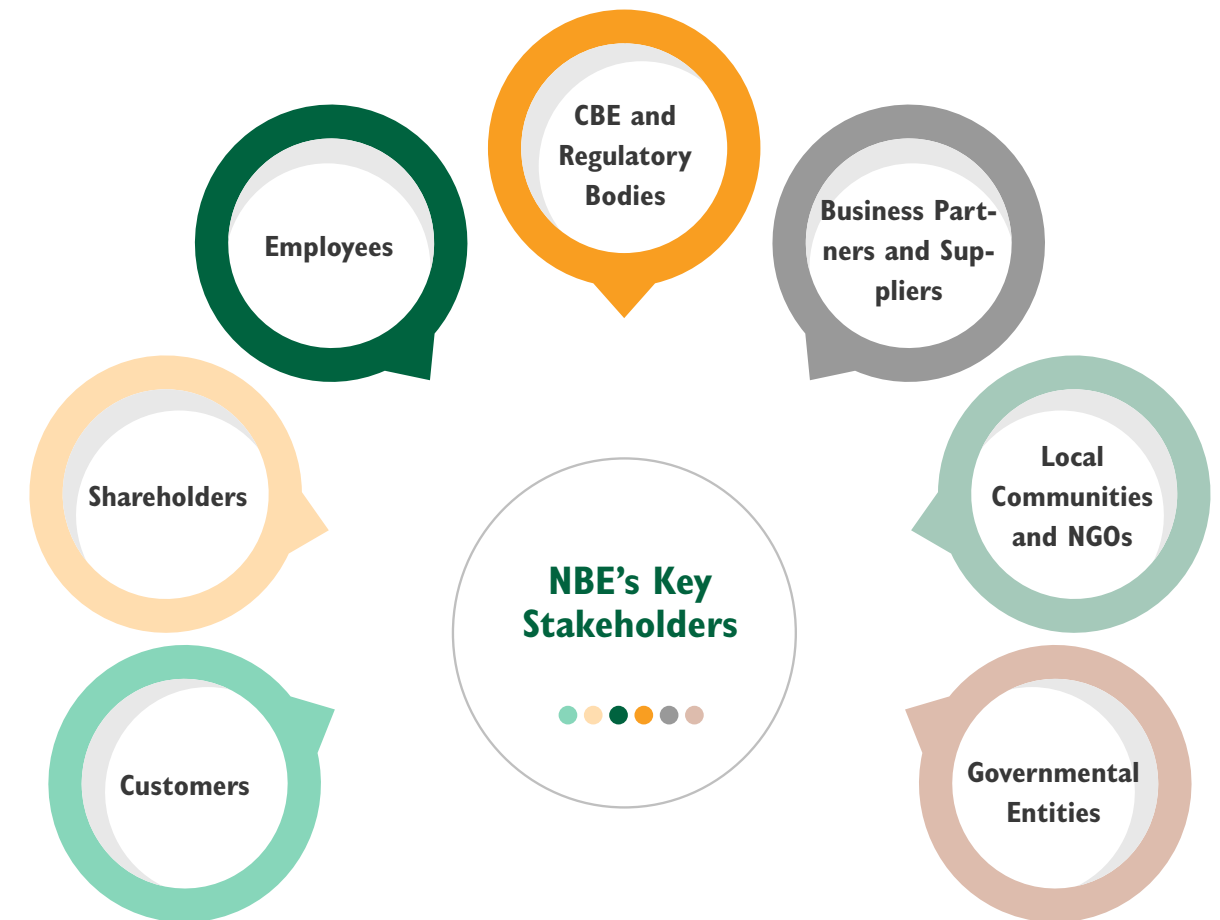 CBE and
Regulatory
Bodies
Employees
Business Part-
ners and Sup-
pliers
Shareholders
Local
Communities
and NGOs
NBE’s Key
Stakeholders
Customers
Governmental
Entities